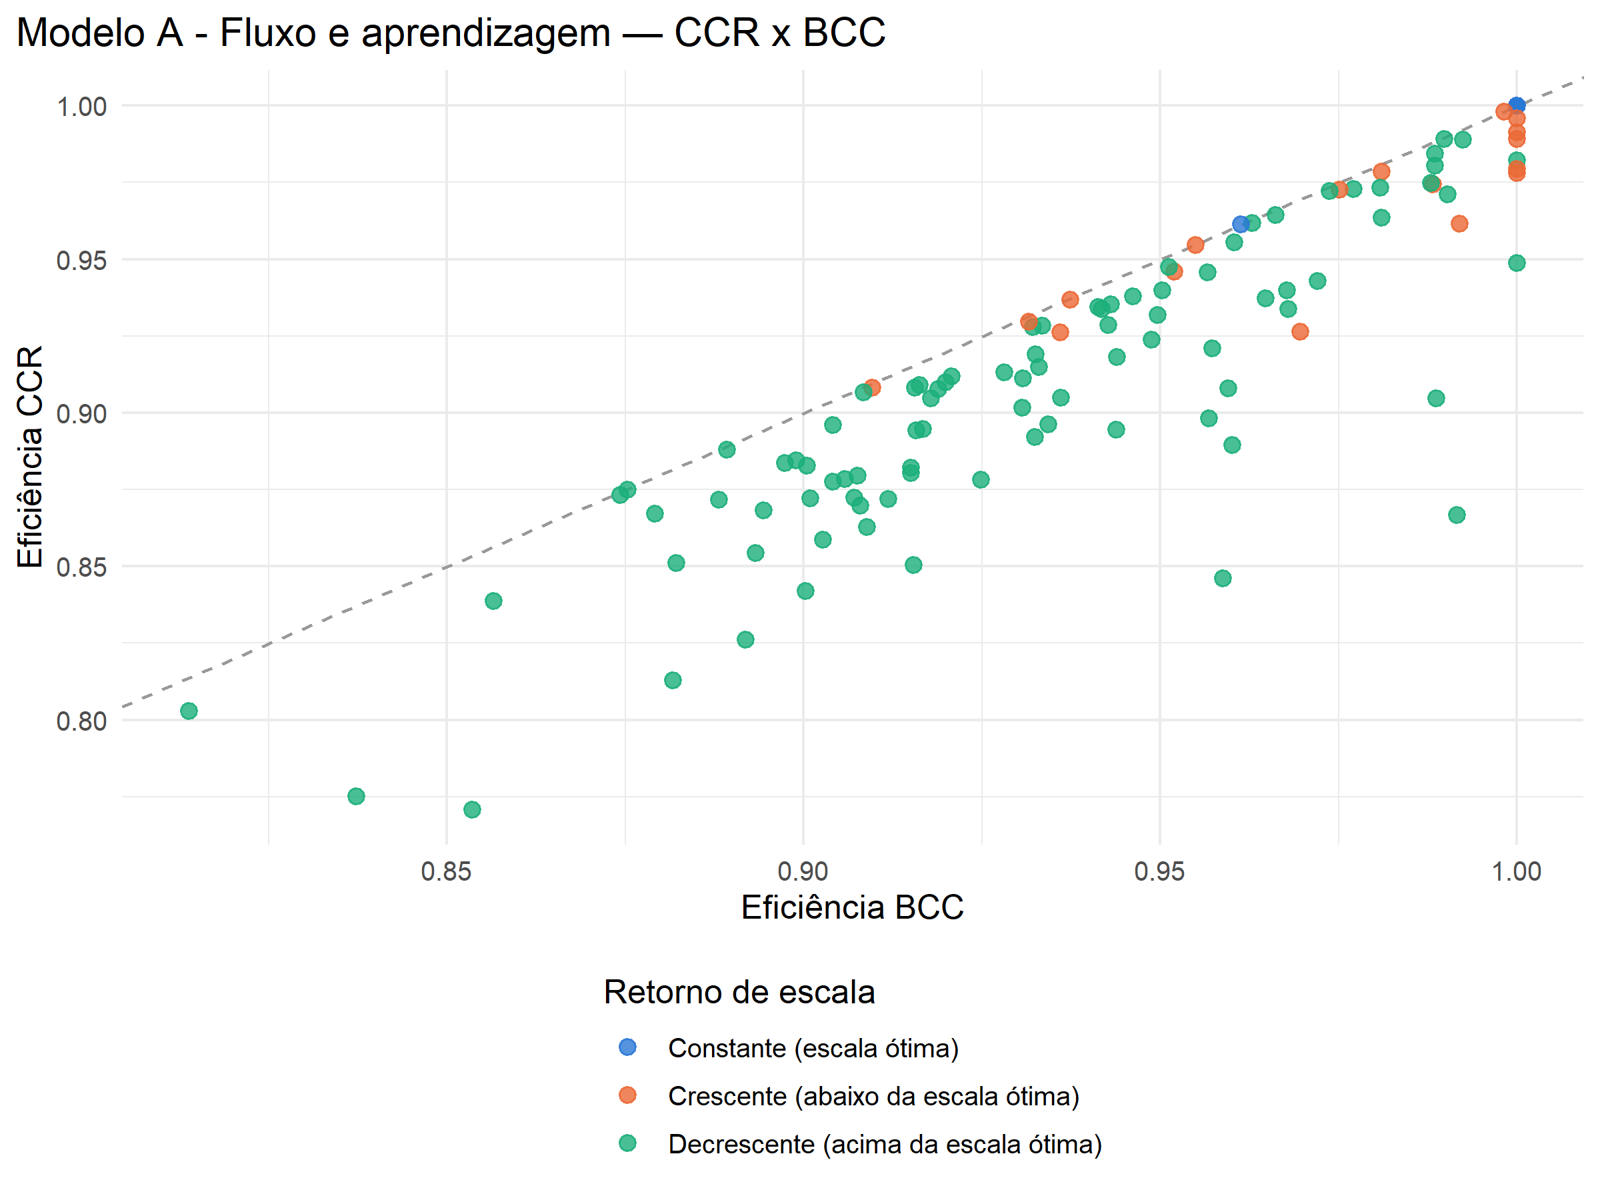 Modelo A - Fluxo e aprendizagem — CCR x BCC
1.00
0.95
0.90
0.85
0.80
Eficiência CCR
0.85
0.90
0.95
1.00
Eficiência BCC
Retorno de escala
Constante (escala ótima)
Crescente (abaixo da escala ótima)
Decrescente (acima da escala ótima)